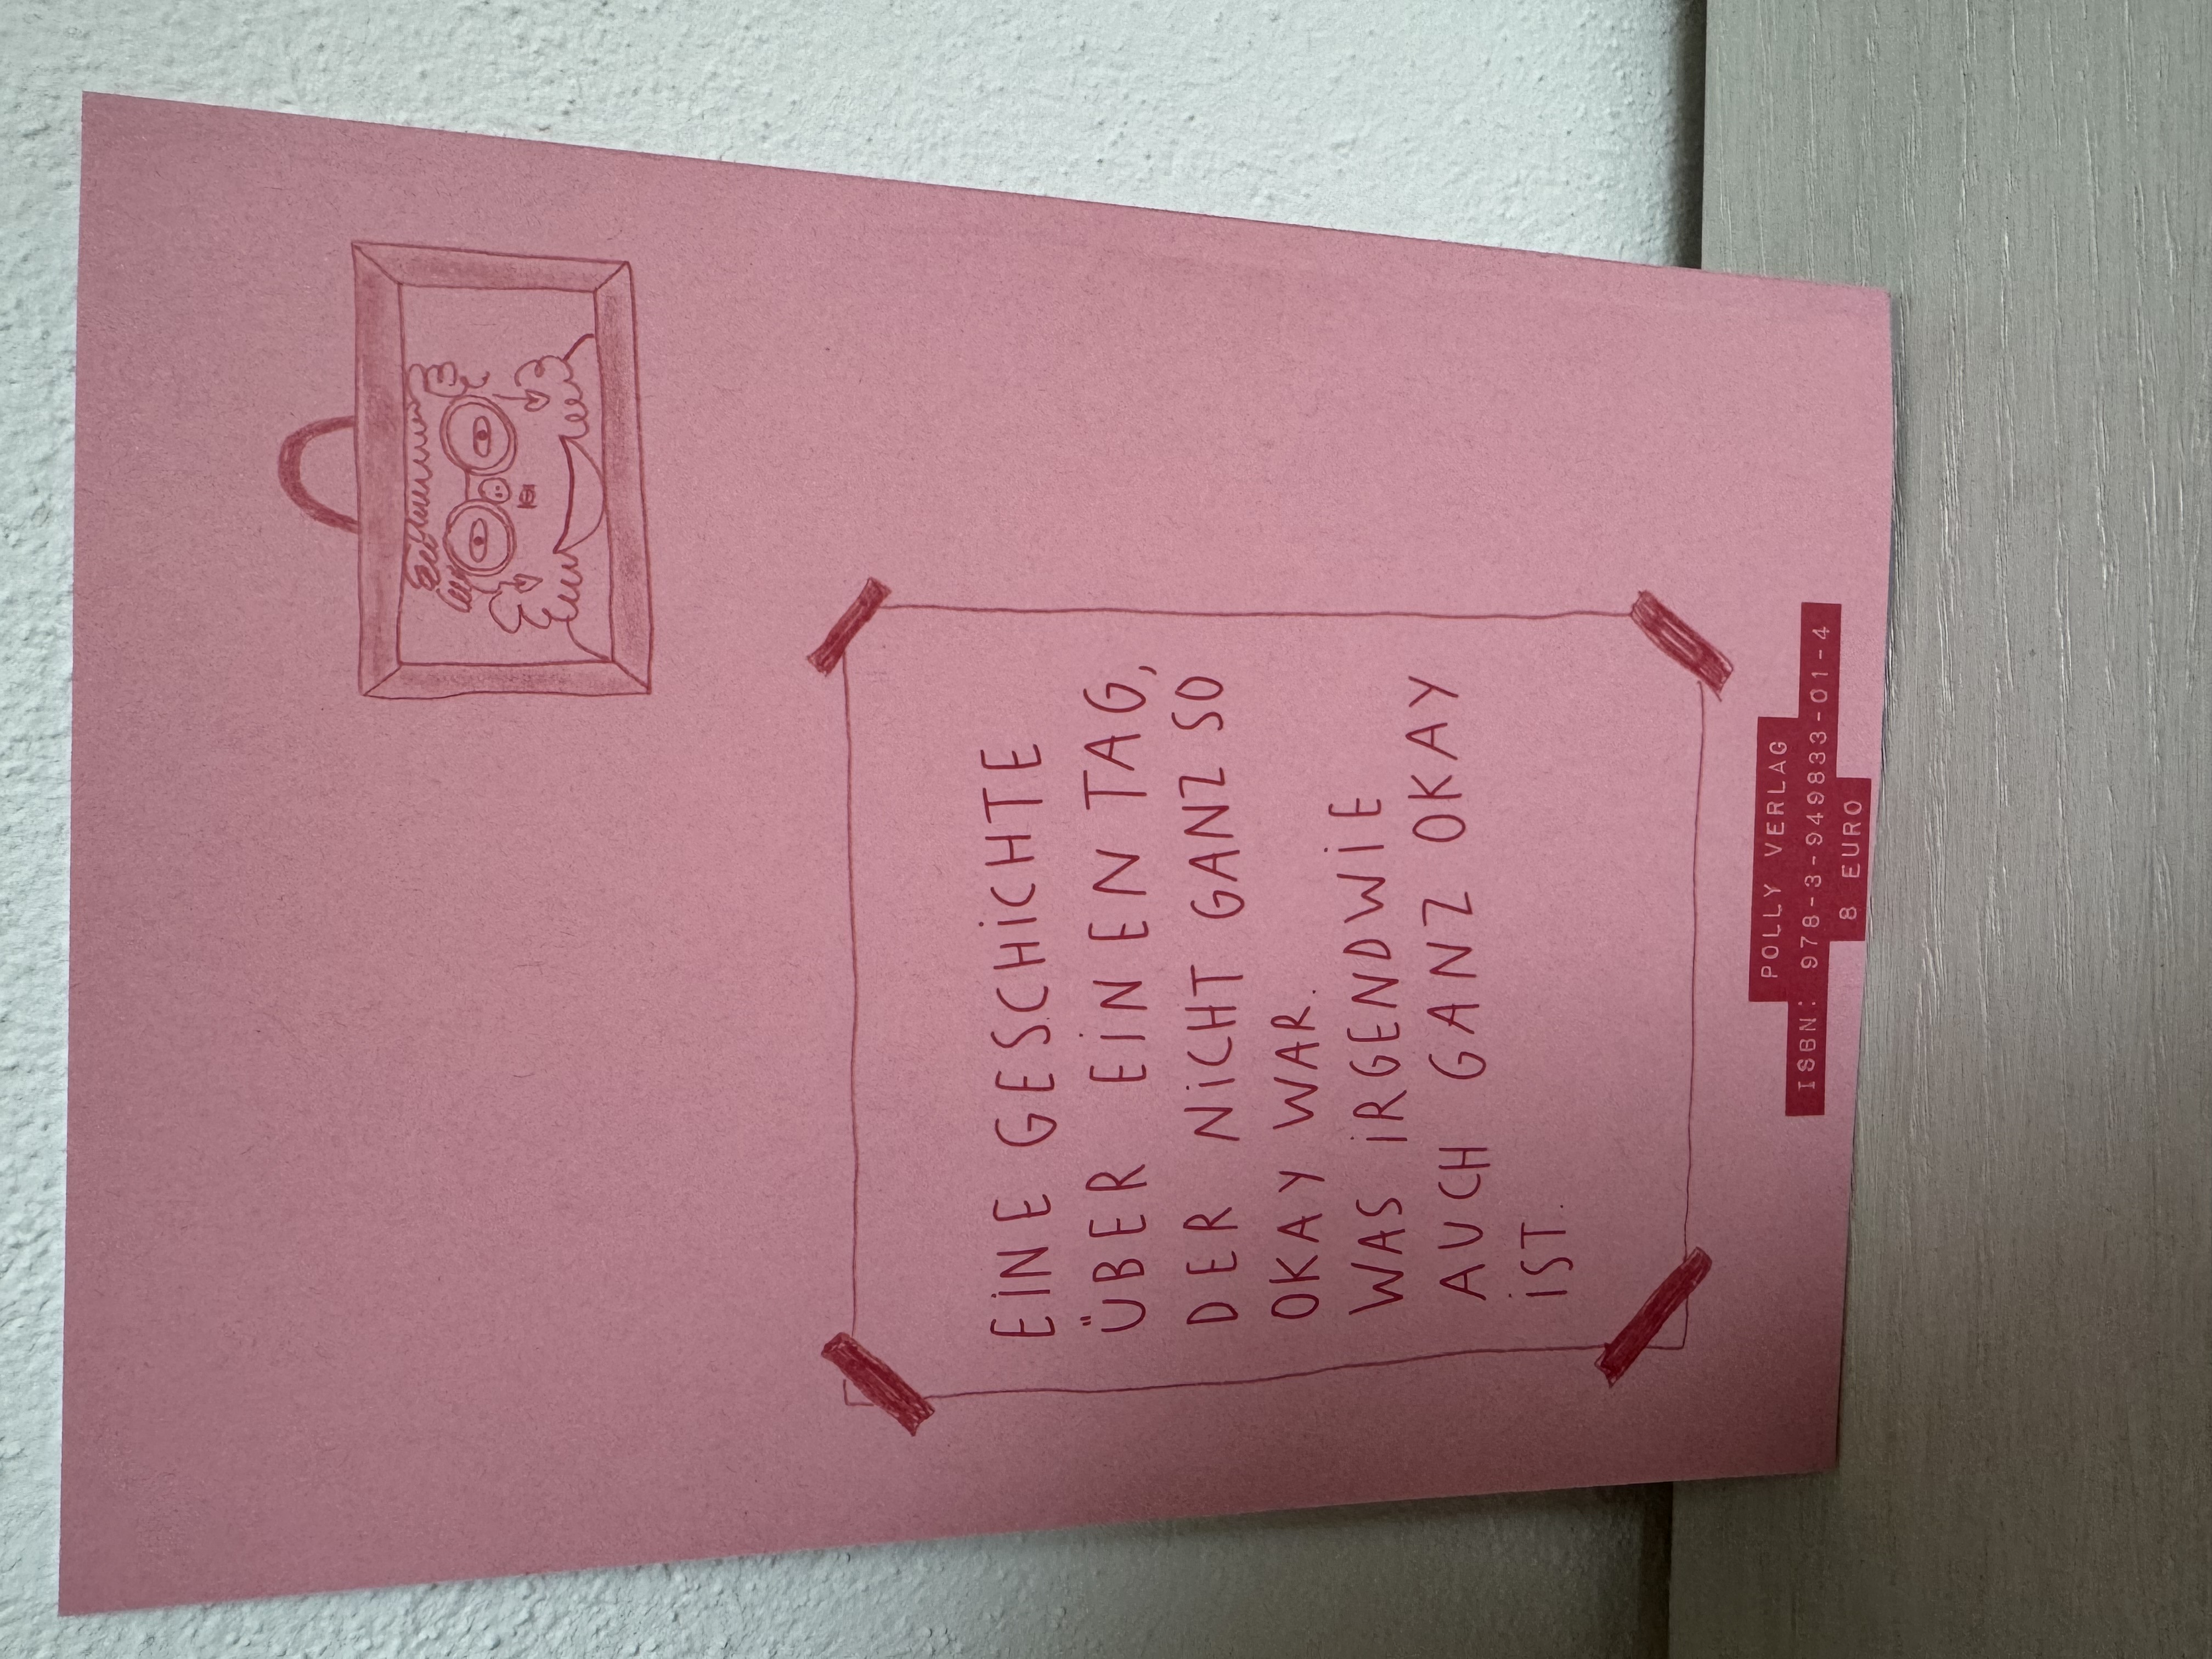 EINE GESCHICHTE
ÜBER EINEN TAG,
DER NICHT GANZ SO
OKAY WAR.
WAS IRGENDWIE
AUCH GANZ OKAY
IST.
POLLY VERLAG
ISBN: 978-3-949833-01-4
8 EURO